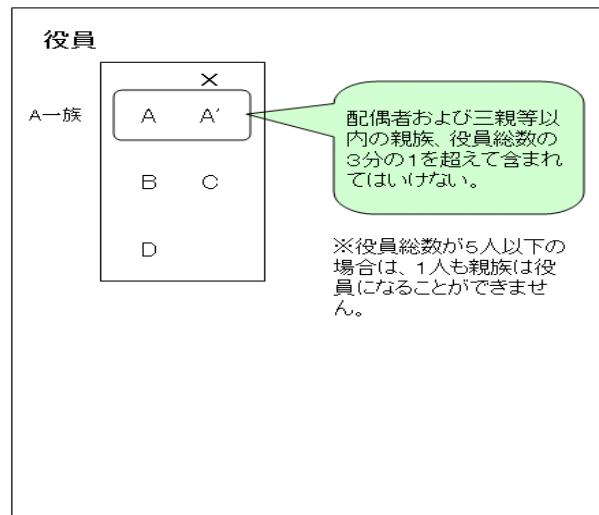 役員
×
A一族
A A′
B C
D
配偶者および三親等以
内の親族、役員総数の
3分の1を超えて含まれ
てはいけない。
※役員総数が5人以下の
場合は、1人も親族は役
員になることができませ
ん。